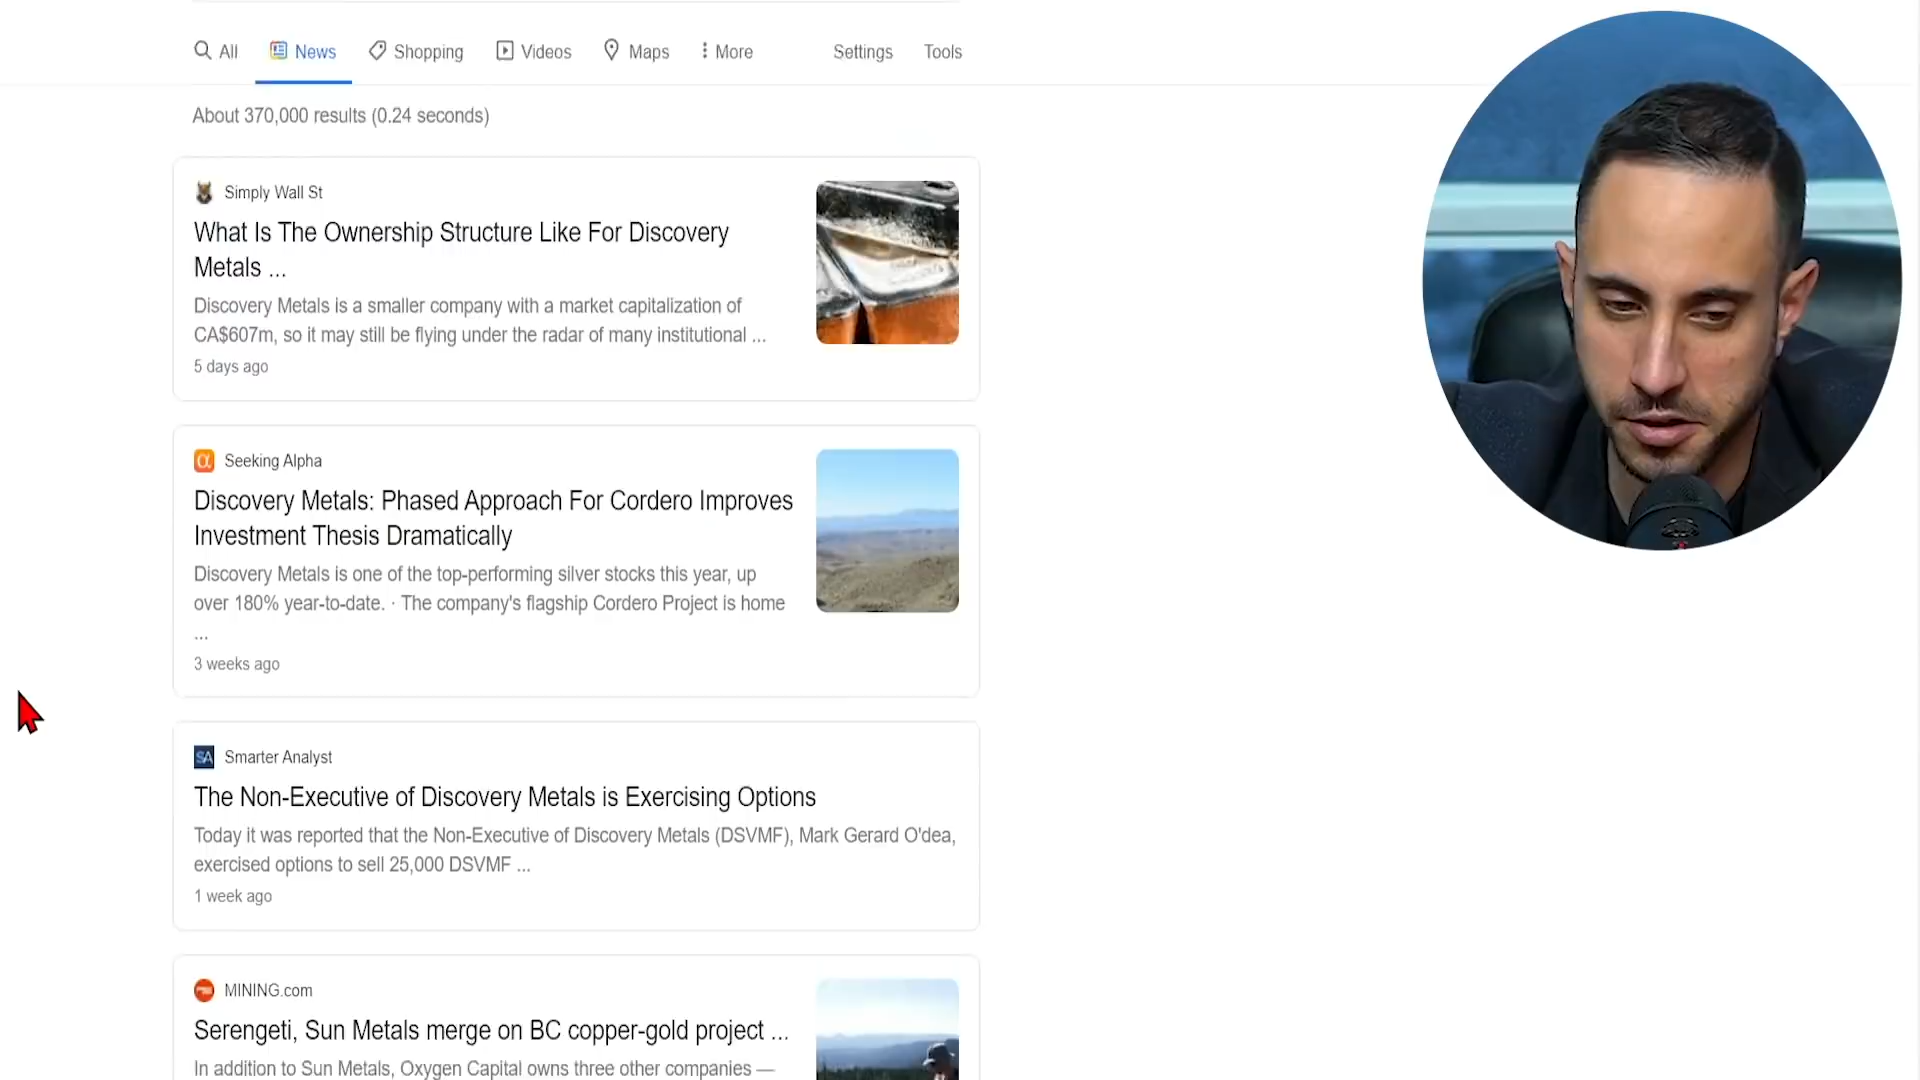 All
News
Shopping
Videos
Maps
More
Settings
Tools
About 370,000 results (0.24 seconds)
Simply Wall St
What Is The Ownership Structure Like For Discovery
Metals ...
Discovery Metals is a smaller company with a market capitalization of
CA$607m, so it may still be flying under the radar of many institutional ...
5 days ago
α
Seeking Alpha
Discovery Metals: Phased Approach For Cordero Improves
Investment Thesis Dramatically
Discovery Metals is one of the top-performing silver stocks this year, up
over 180% year-to-date. · The company's flagship Cordero Project is home
...
3 weeks ago
SA
Smarter Analyst
The Non-Executive of Discovery Metals is Exercising Options
Today it was reported that the Non-Executive of Discovery Metals (DSVMF), Mark Gerard O'dea,
exercised options to sell 25,000 DSVMF ...
1 week ago
MINING.com
Serengeti, Sun Metals merge on BC copper-gold project ...
In addition to Sun Metals, Oxygen Capital owns three other companies —